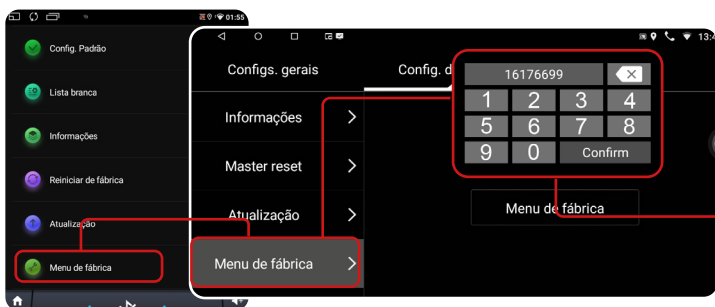 01:55
Config. Padrão
Lista branca
Informações
Reiniciar de fábrica
Atualização
Menu de fábrica
13:4
Configs. gerais
Config. d
Informações
Master reset
Atualização
Menu de fábrica
16176699
1 2 3 4
5 6 7 8
9 0 Confirm
Menu de fábrica